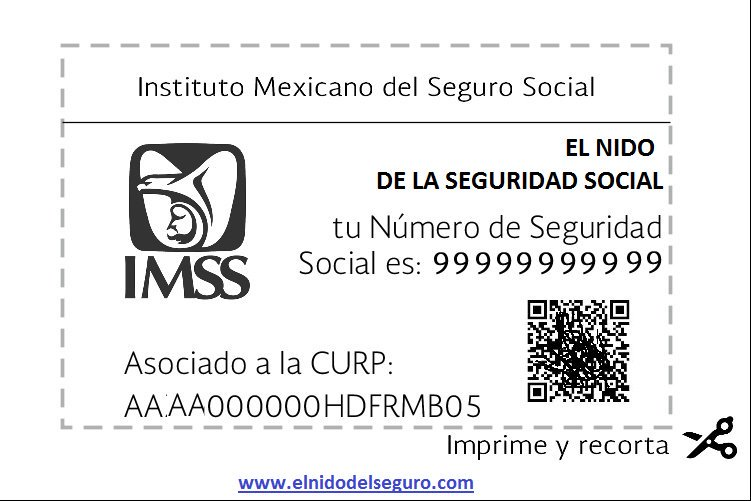 Instituto Mexicano del Seguro Social
EL NIDO
DE LA SEGURIDAD SOCIAL
tu Número de Seguridad
Social es: 99999999999
IMSS
Asociado a la CURP:
AAAA000000HDFRMB05
Imprime y recorta
www.elnidodelseguro.com